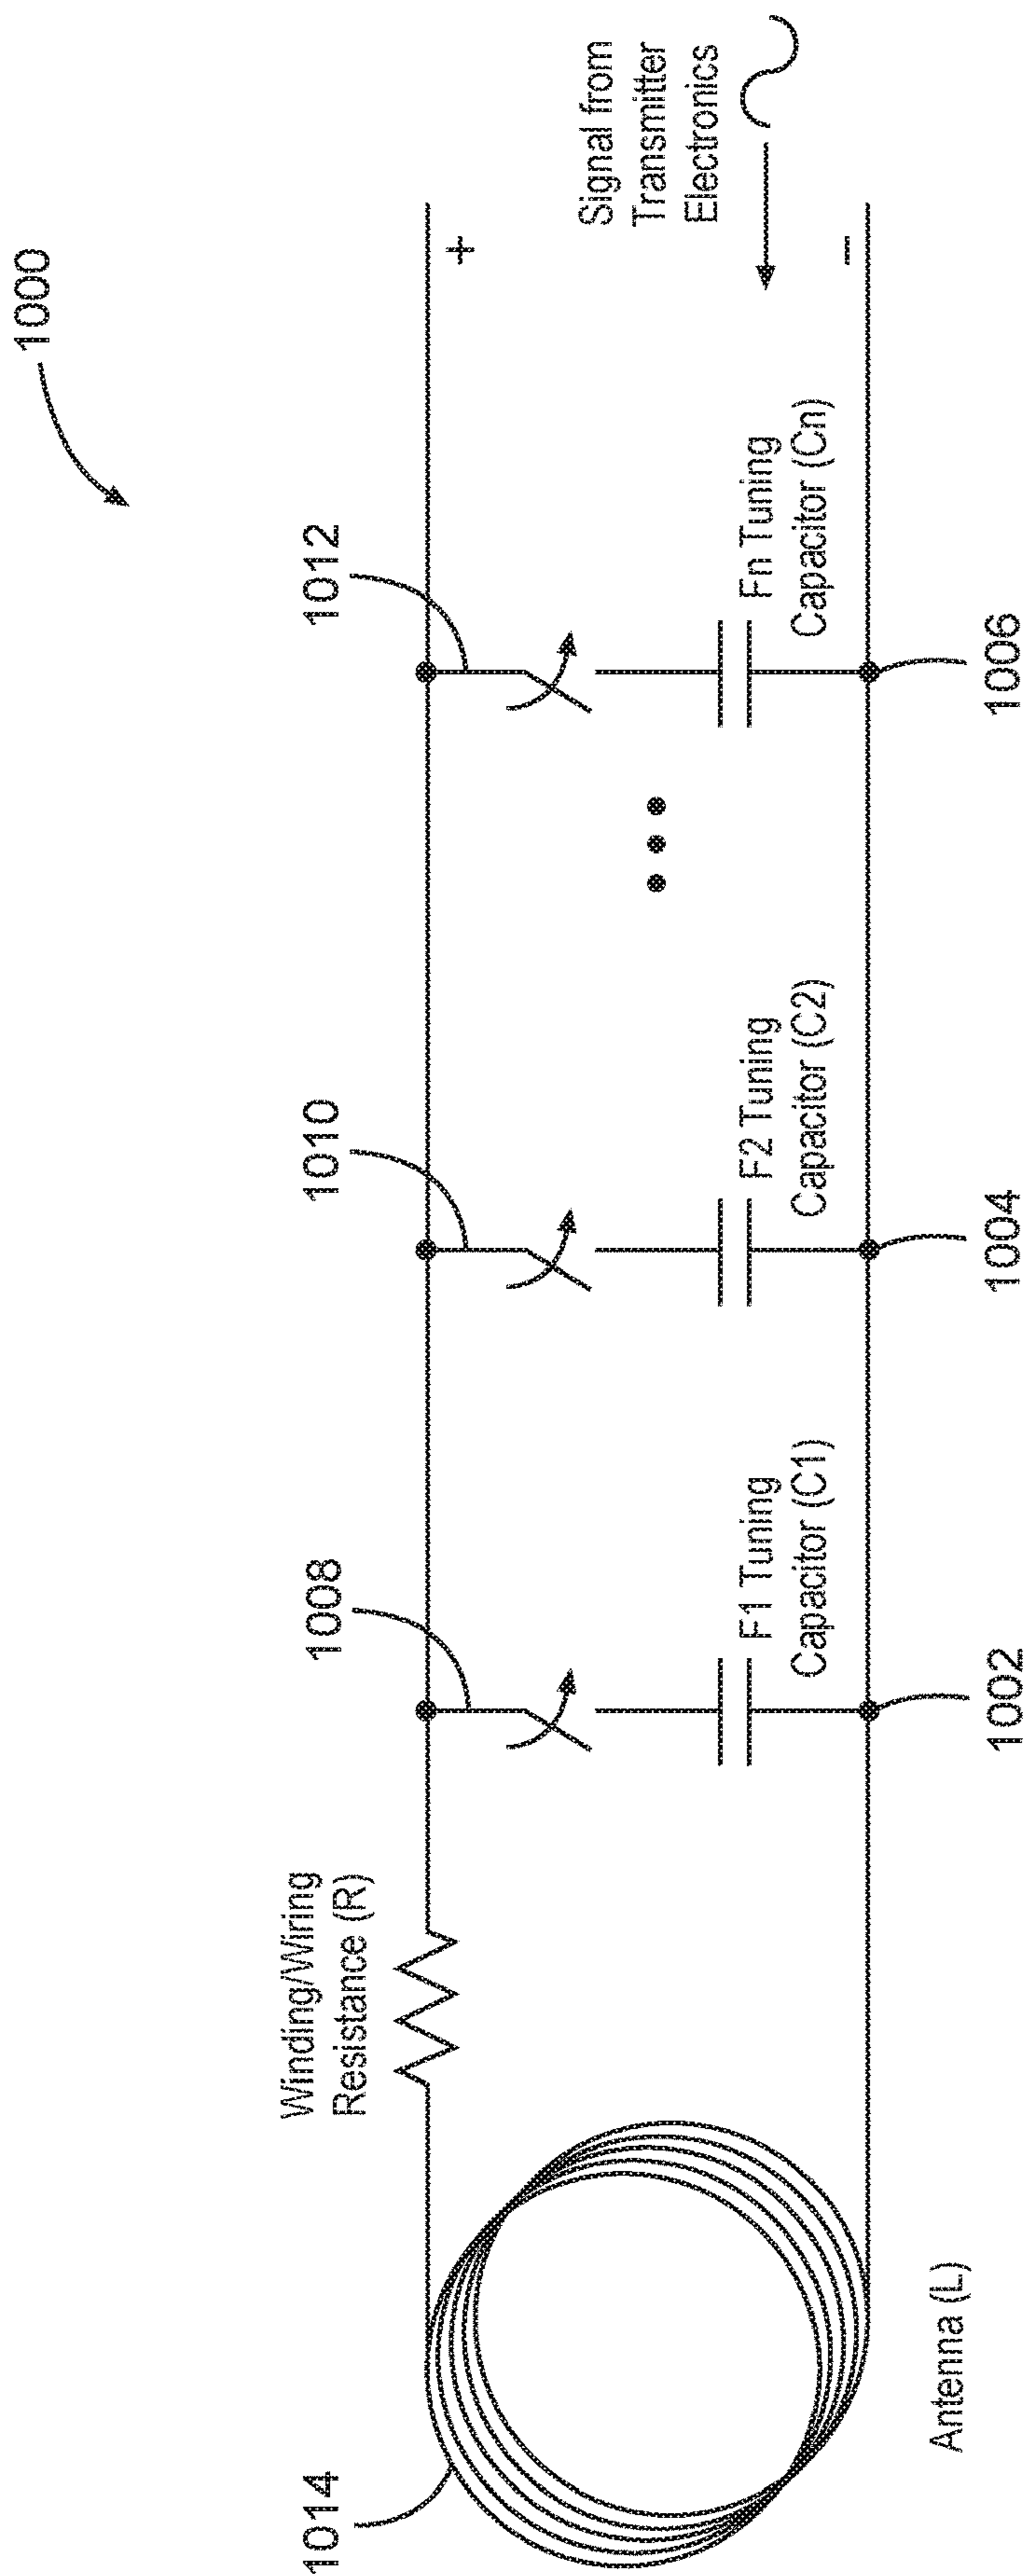 1000
1014
Winding/Wiring
Resistance (R)
1008
1010
1012
+
Signal from
Transmitter
Electronics
−
F1 Tuning
Capacitor (C1)
F2 Tuning
Capacitor (C2)
Fn Tuning
Capacitor (Cn)
Antenna (L)
1002
1004
1006